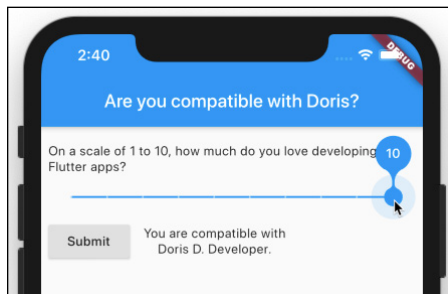 2:40
DEBUG
Are you compatible with Doris?
On a scale of 1 to 10, how much do you love developing
Flutter apps?
10
Submit
You are compatible with
Doris D. Developer.